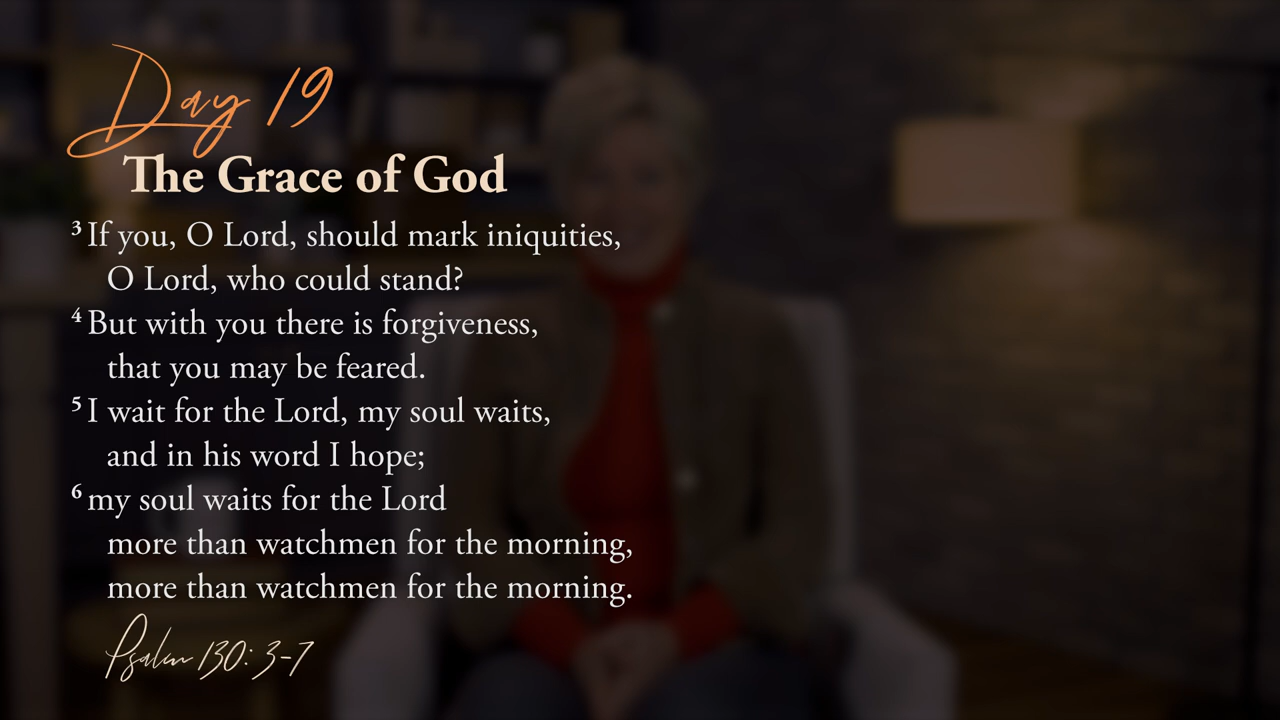 Day 19
The Grace of God
³ If you, O Lord, should mark iniquities,
O Lord, who could stand?
⁴ But with you there is forgiveness,
that you may be feared.
⁵ I wait for the Lord, my soul waits,
and in his word I hope;
⁶ my soul waits for the Lord
more than watchmen for the morning,
more than watchmen for the morning.
Psalm 130: 3-7